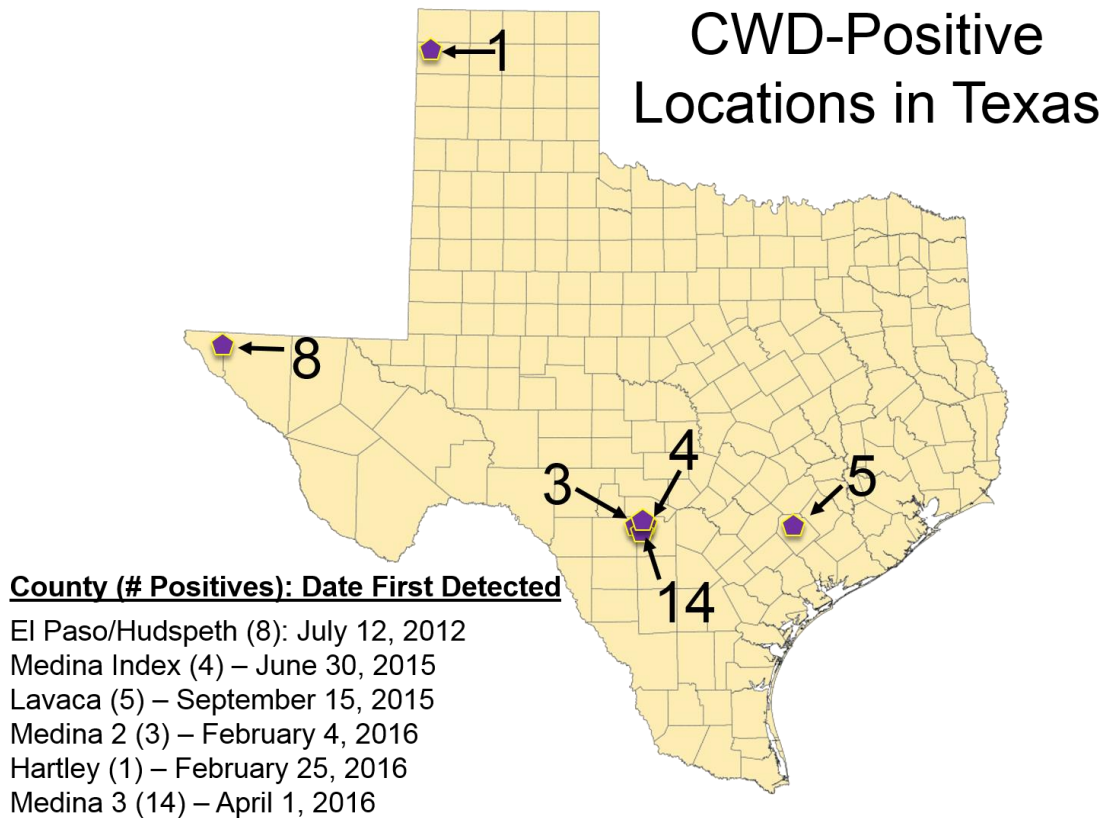 CWD-Positive
Locations in Texas
1
8
4
3
5
14
County (# Positives): Date First Detected
El Paso/Hudspeth (8): July 12, 2012
Medina Index (4) – June 30, 2015
Lavaca (5) – September 15, 2015
Medina 2 (3) – February 4, 2016
Hartley (1) – February 25, 2016
Medina 3 (14) – April 1, 2016